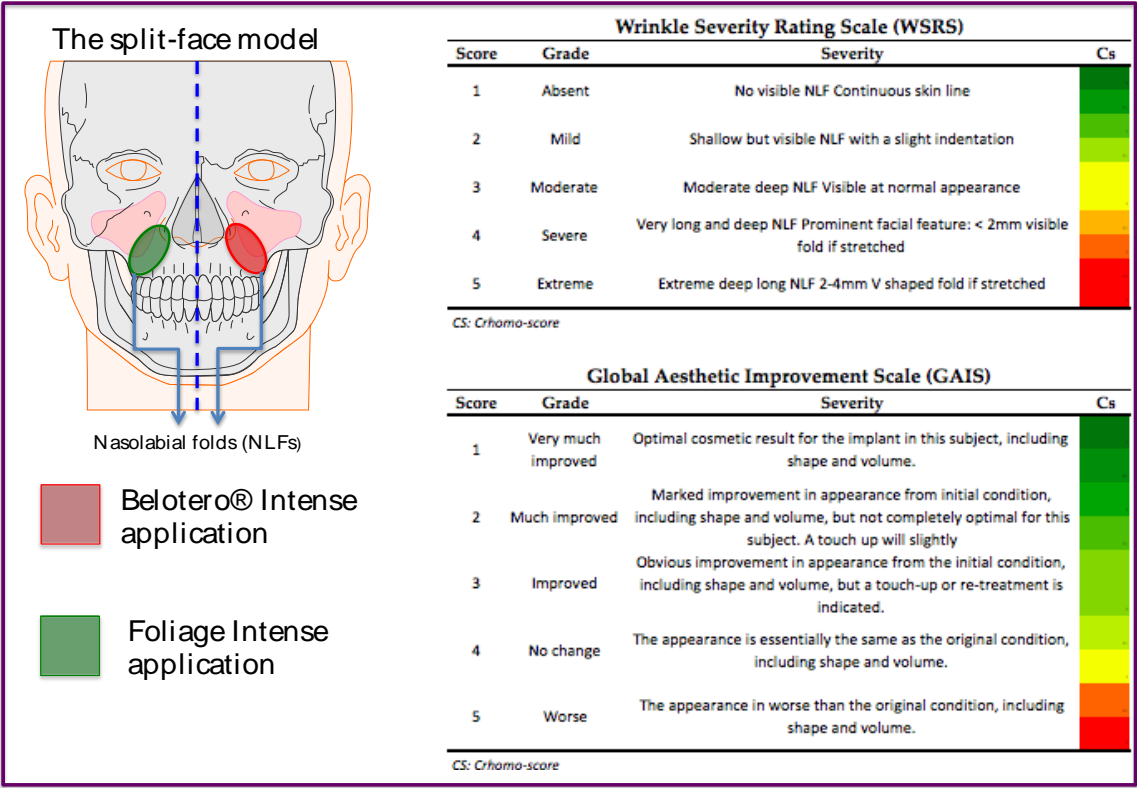 The split-face model
Nasolabial folds (NLFs)
Belotero® Intense
application
Foliage Intense
application
Wrinkle Severity Rating Scale (WSRS)
Score Grade Severity Cs
1 Absent No visible NLF Continuous skin line
2 Mild Shallow but visible NLF with a slight indentation
3 Moderate Moderate deep NLF Visible at normal appearance
4 Severe Very long and deep NLF Prominent facial feature: < 2mm visible
fold if stretched
5 Extreme Extreme deep long NLF 2-4mm V shaped fold if stretched
CS: Crhomo-score
Global Aesthetic Improvement Scale (GAIS)
Score Grade Severity Cs
1 Very much
improved Optimal cosmetic result for the implant in this subject, including
shape and volume.
2 Much improved Marked improvement in appearance from initial condition,
including shape and volume, but not completely optimal for this
subject. A touch up will slightly
3 Improved Obvious improvement in appearance from the initial condition,
including shape and volume, but a touch-up or re-treatment is
indicated.
4 No change The appearance is essentially the same as the original condition,
including shape and volume.
5 Worse The appearance in worse than the original condition, including
shape and volume.
CS: Crhomo-score